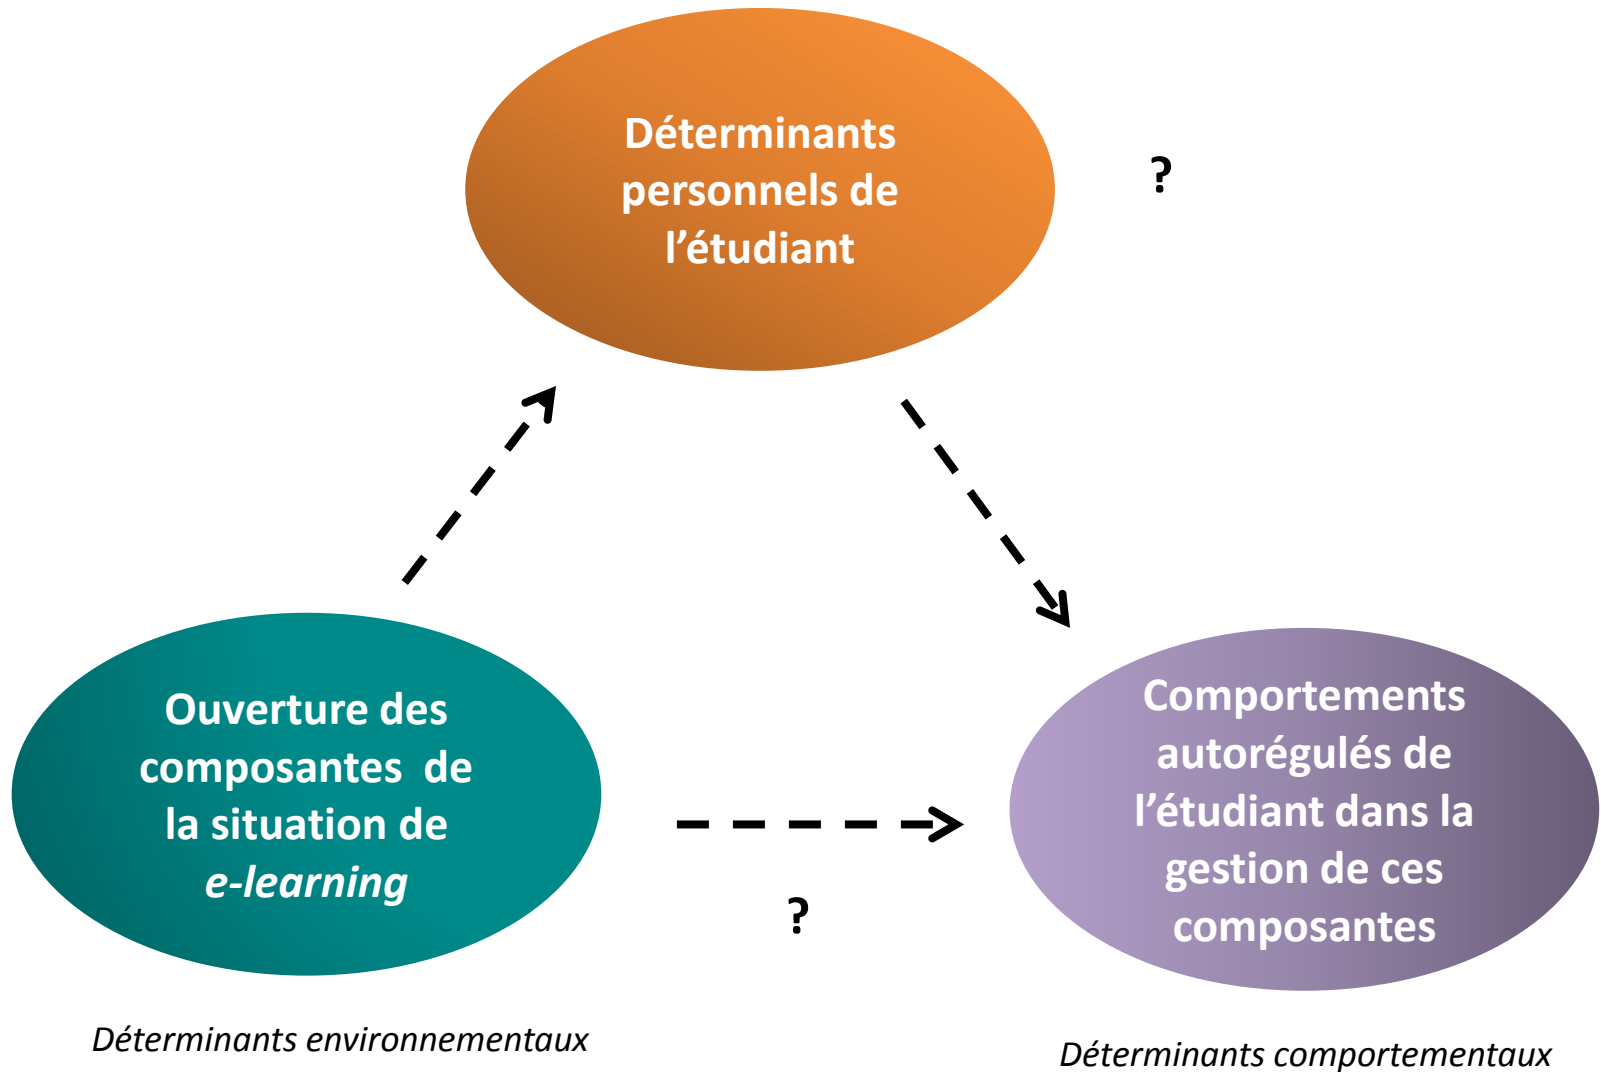 Déterminants
personnels de
l’étudiant
?
Ouverture des
composantes de
la situation de
e-learning
Comportements
autorégulés de
l’étudiant dans la
gestion de ces
composantes
?
Déterminants environnementaux
Déterminants comportementaux